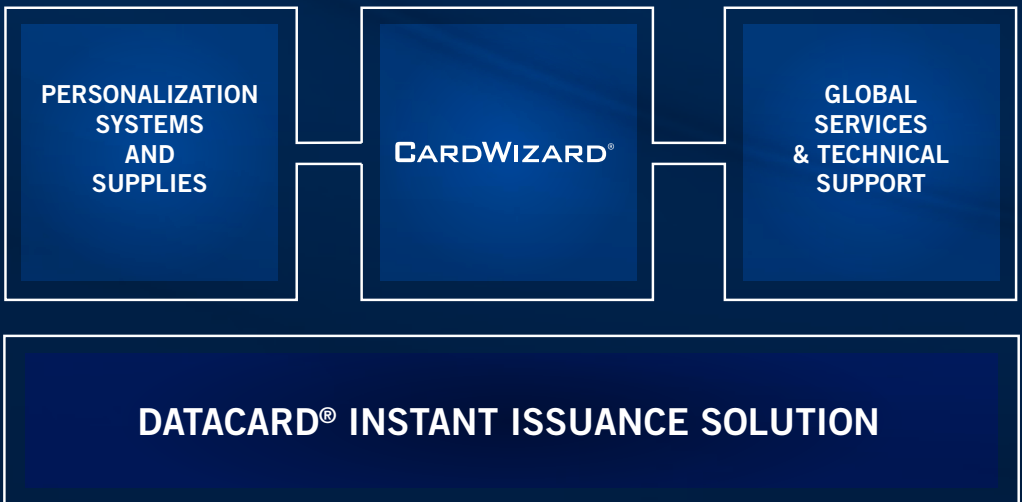 PERSONALIZATION
SYSTEMS
AND
SUPPLIES
CARDWIZARD®
GLOBAL
SERVICES
& TECHNICAL
SUPPORT
DATACARD® INSTANT ISSUANCE SOLUTION